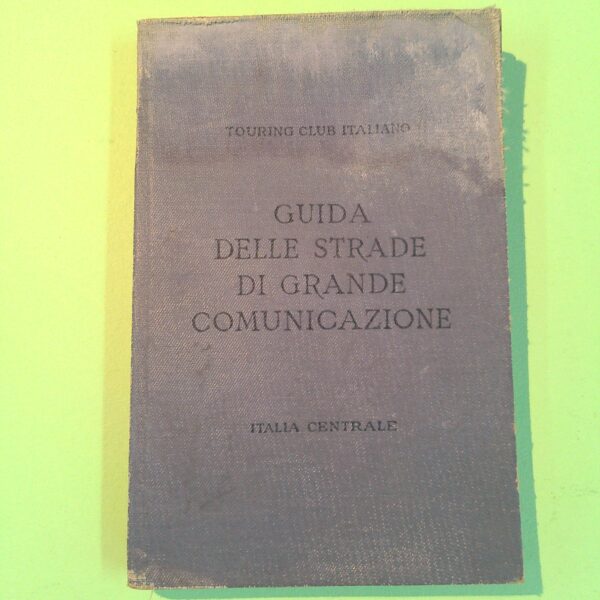 TOURING CLUB ITALIANO
GUIDA
DELLE STRADE
DI GRANDE
COMUNICAZIONE
ITALIA CENTRALE